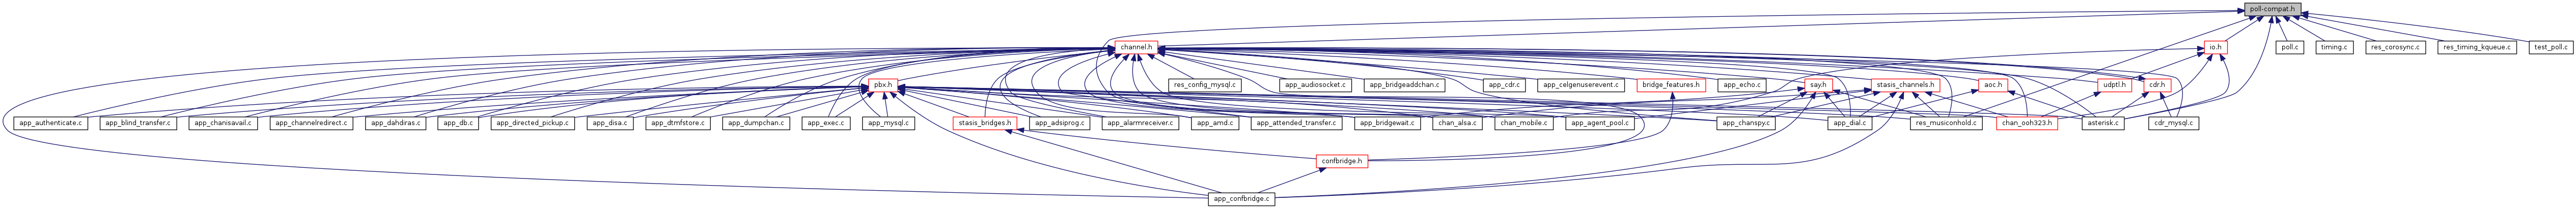 poll-compat.h
channel.h
io.h
poll.c
timing.c
res_corosync.c
res_timing_kqueue.c
test_poll.c
pbx.h
res_config_mysql.c
app_audiosocket.c
app_bridgeaddchan.c
app_cdr.c
app_celgenuserevent.c
bridge_features.h
app_echo.c
say.h
stasis_channels.h
aoc.h
udptl.h
cdr.h
app_authenticate.c
app_blind_transfer.c
app_chanisavail.c
app_channelredirect.c
app_dahdiras.c
app_db.c
app_directed_pickup.c
app_disa.c
app_dtmfstore.c
app_dumpchan.c
app_exec.c
app_mysql.c
stasis_bridges.h
app_adsiprog.c
app_alarmreceiver.c
app_amd.c
app_attended_transfer.c
app_bridgewait.c
chan_alsa.c
chan_mobile.c
app_agent_pool.c
app_chanspy.c
app_dial.c
res_musiconhold.c
chan_ooh323.h
asterisk.c
cdr_mysql.c
confbridge.h
app_confbridge.c